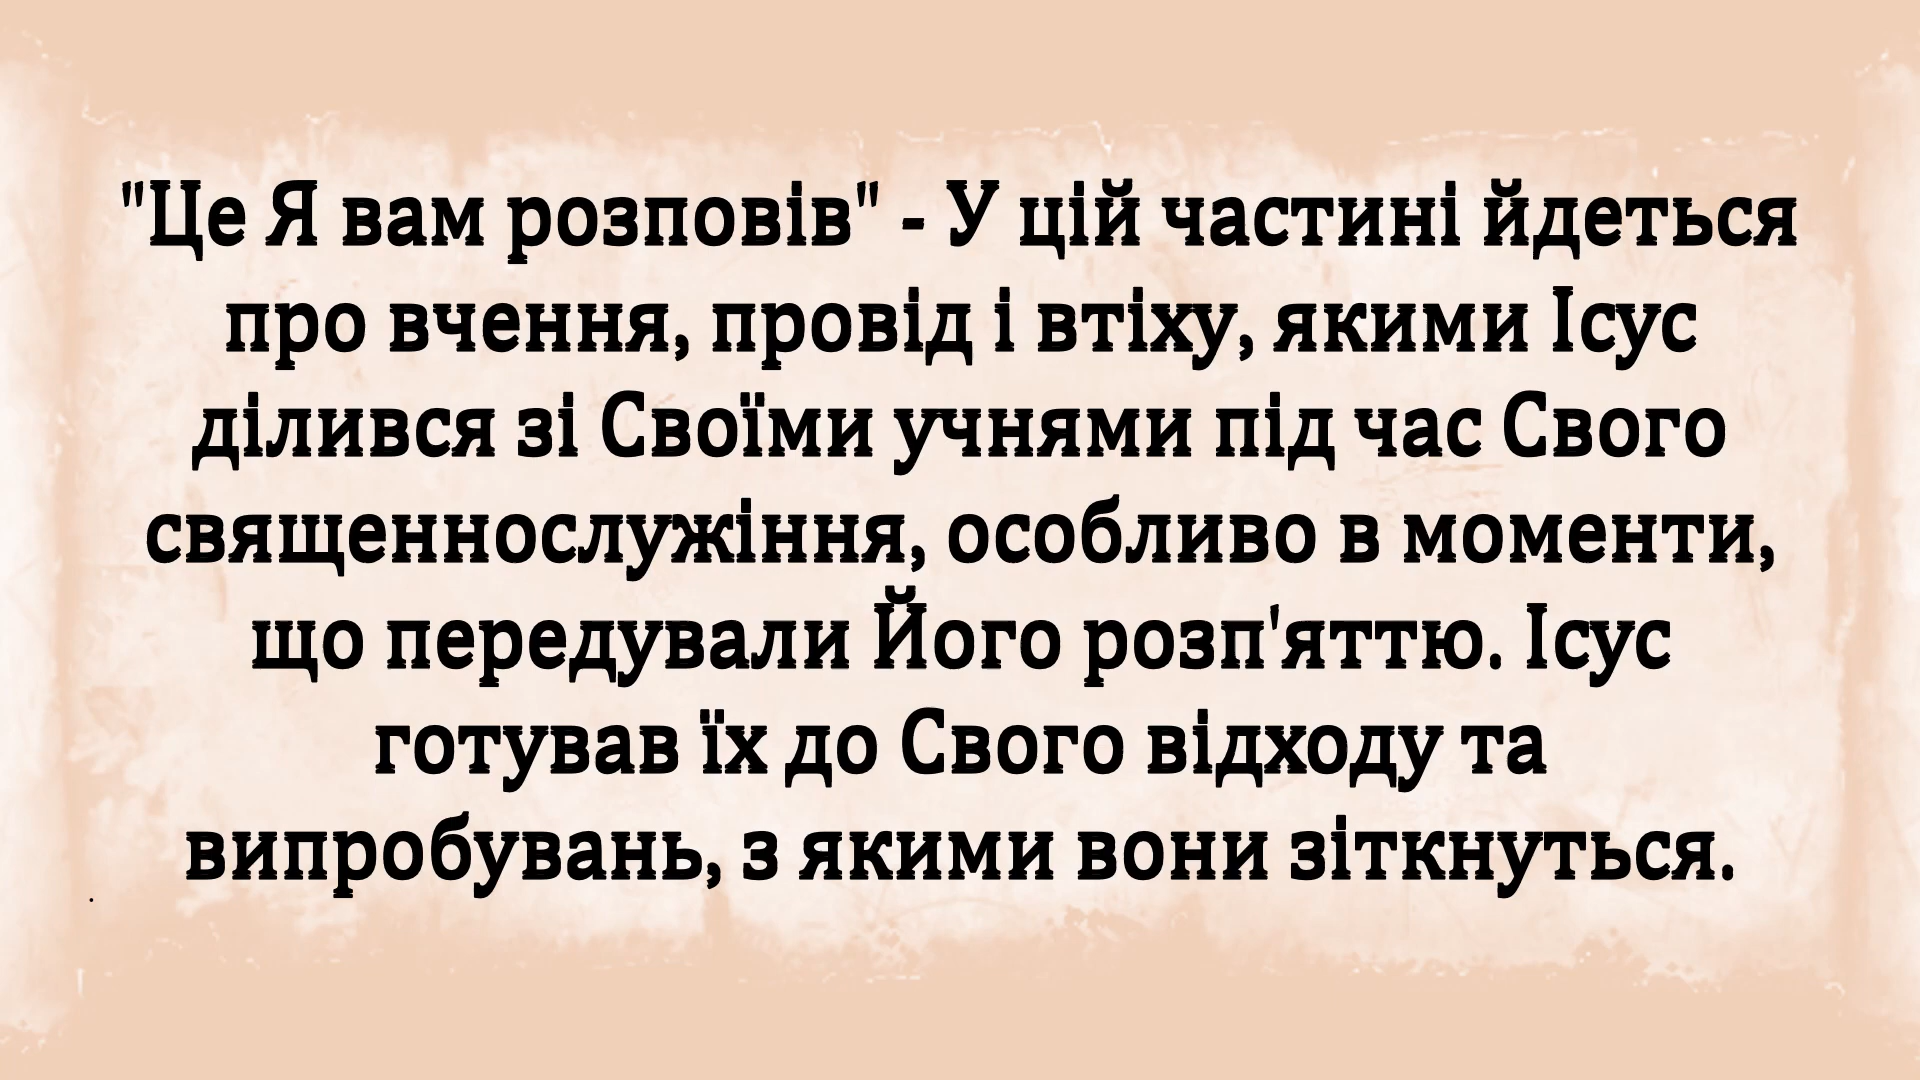 "Це Я вам розповів" - У цій частині йдеться
про вчення, провід і втіху, якими Ісус
ділився зі Своїми учнями під час Свого
священнослужіння, особливо в моменти,
що передували Його розп'яттю. Ісус
готував їх до Свого відходу та
випробувань, з якими вони зіткнуться.
.